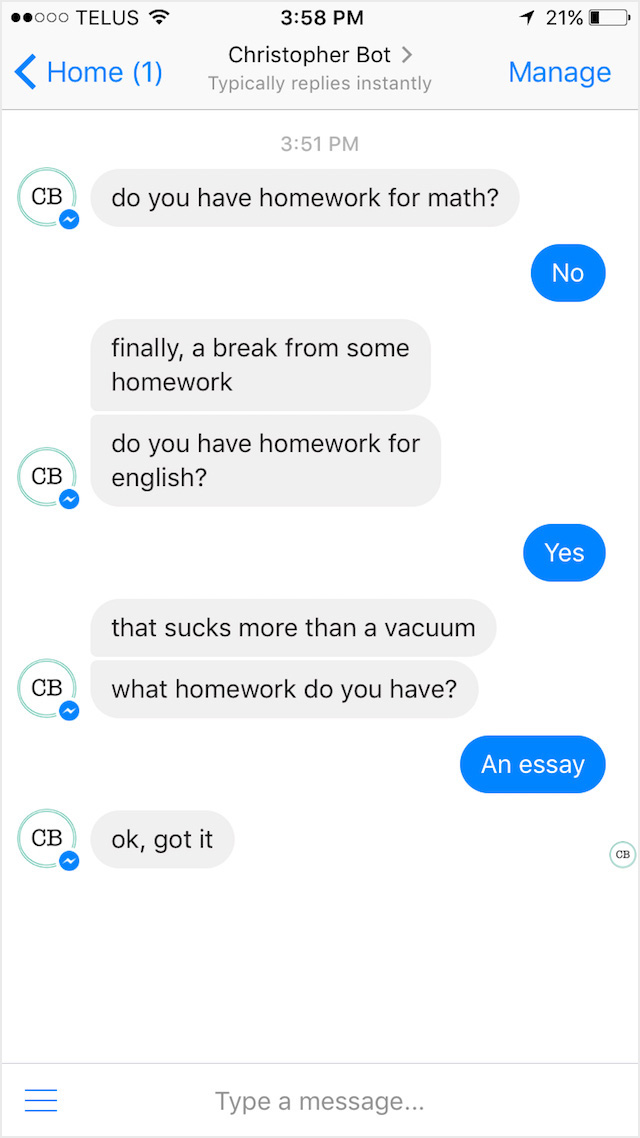 TELUS 3:58 PM 21%
Home (1) Christopher Bot Manage
Typically replies instantly
3:51 PM
CB do you have homework for math?
No
finally, a break from some
homework
do you have homework for
CB english?
Yes
that sucks more than a vacuum
CB what homework do you have?
An essay
CB ok, got it
CB
Type a message...